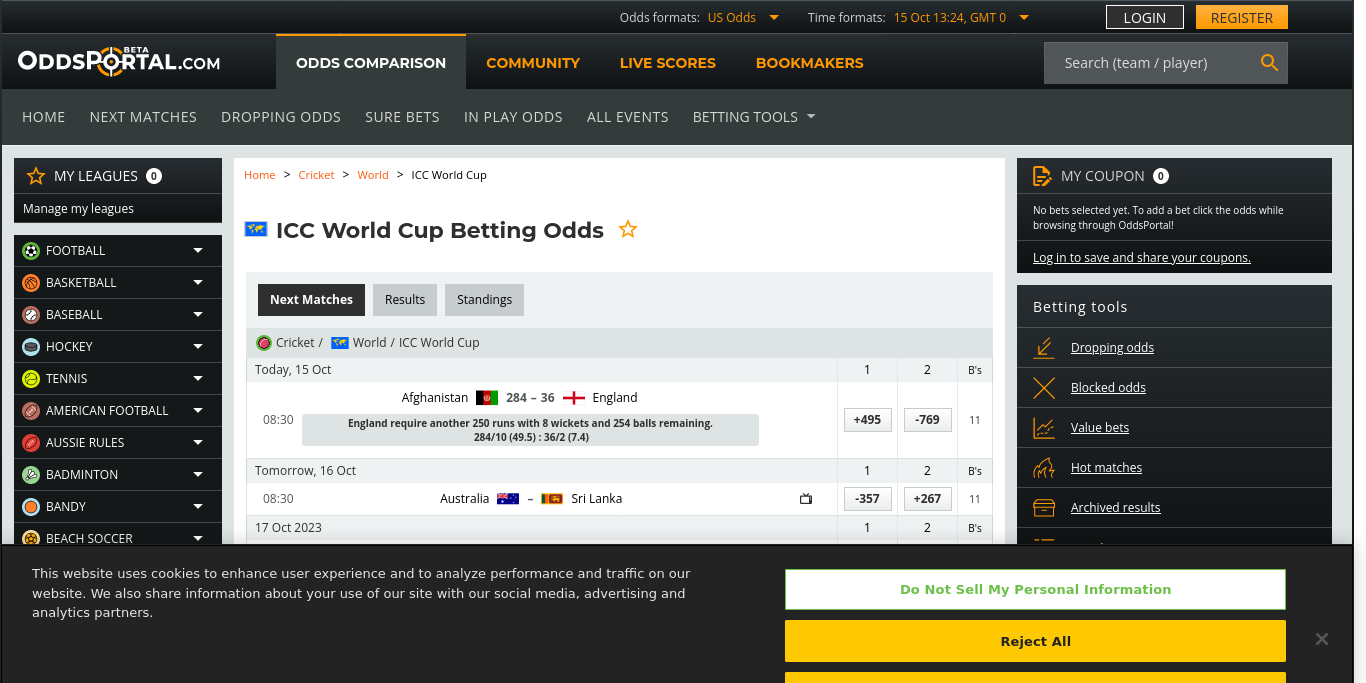 Odds formats: US Odds Time formats: 15 Oct 13:24, GMT 0 LOGIN REGISTER
ODDSPORTAL.COM BETA
ODDS COMPARISON COMMUNITY LIVE SCORES BOOKMAKERS Search (team / player)
HOME NEXT MATCHES DROPPING ODDS SURE BETS IN PLAY ODDS ALL EVENTS BETTING TOOLS
MY LEAGUES 0
Manage my leagues
FOOTBALL
BASKETBALL
BASEBALL
HOCKEY
TENNIS
AMERICAN FOOTBALL
AUSSIE RULES
BADMINTON
BANDY
BEACH SOCCER
Home > Cricket > World > ICC World Cup
ICC World Cup Betting Odds
Next Matches Results Standings
Cricket / World / ICC World Cup
Today, 15 Oct 1 2 B's
Afghanistan 284 – 36 England
08:30 +495 -769 11
England require another 250 runs with 8 wickets and 254 balls remaining.
284/10 (49.5) : 36/2 (7.4)
Tomorrow, 16 Oct 1 2 B's
08:30 Australia – Sri Lanka -357 +267 11
17 Oct 2023 1 2 B's
MY COUPON 0
No bets selected yet. To add a bet click the odds while
browsing through OddsPortal!
Log in to save and share your coupons.
Betting tools
Dropping odds
Blocked odds
Value bets
Hot matches
Archived results
This website uses cookies to enhance user experience and to analyze performance and traffic on our
website. We also share information about your use of our site with our social media, advertising and
analytics partners.
Do Not Sell My Personal Information
Reject All